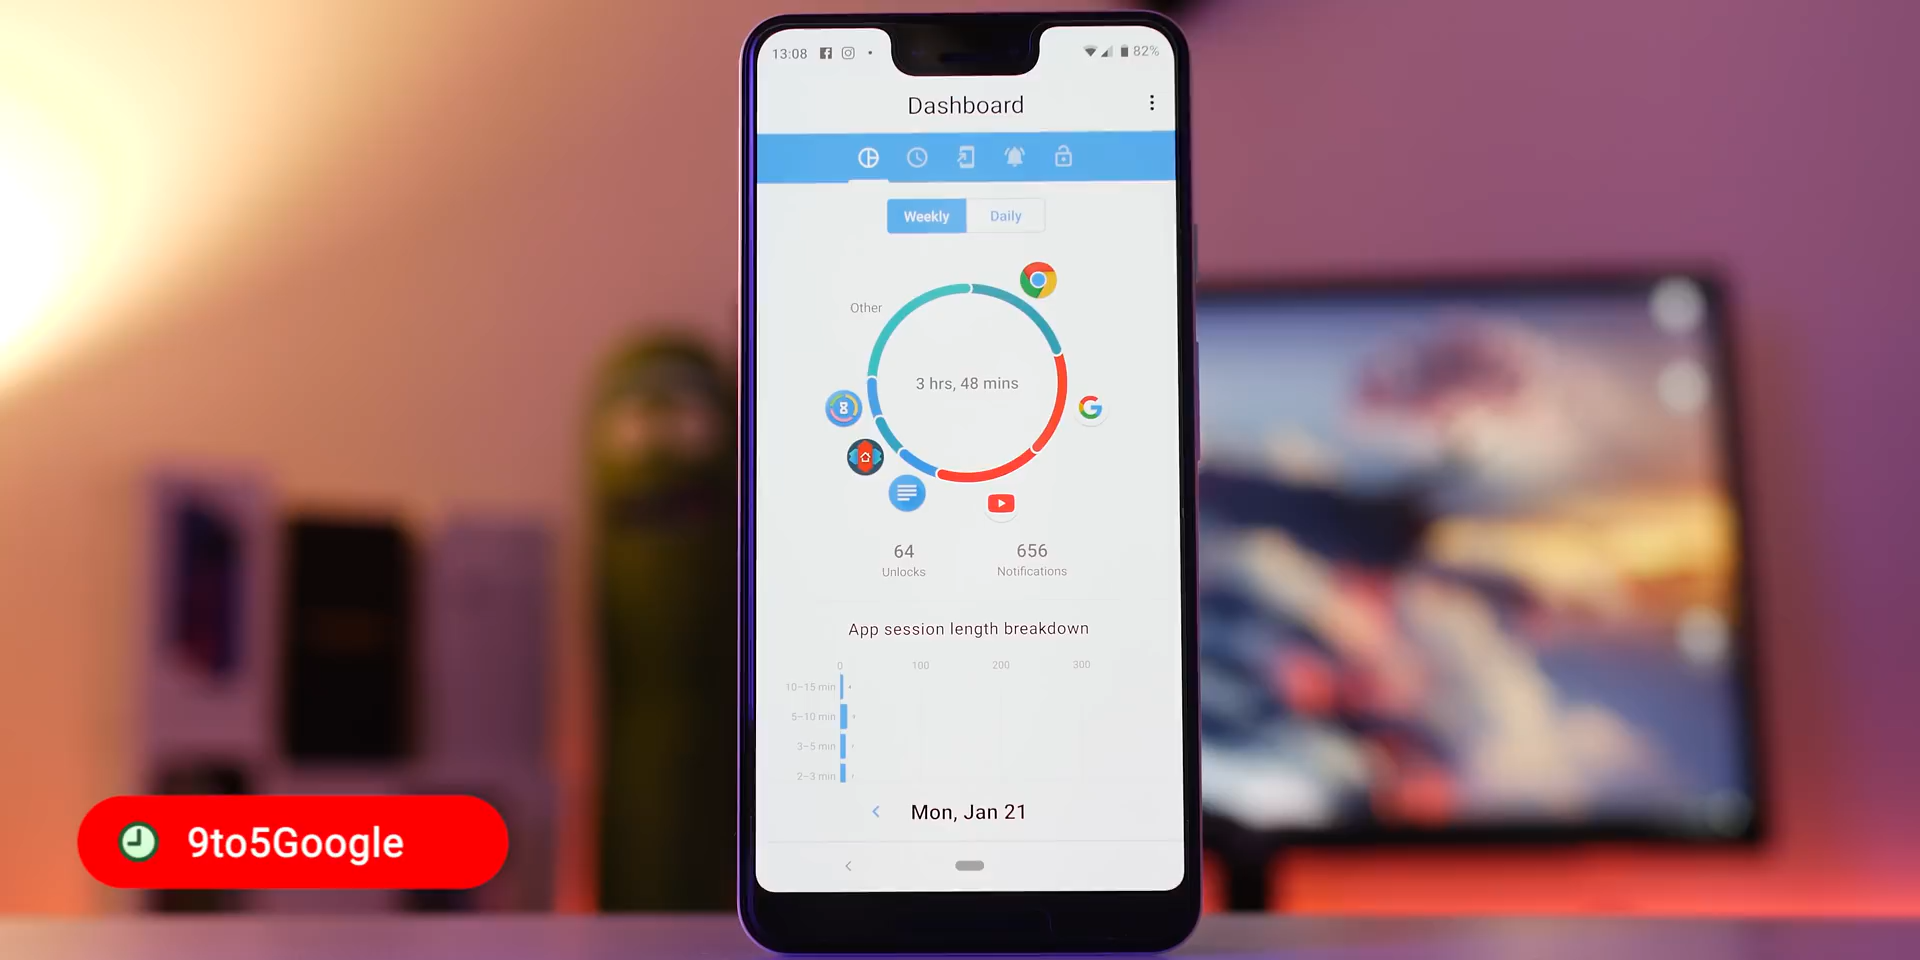 13:08
82%
Dashboard
Weekly
Daily
Other
3 hrs, 48 mins
64
Unlocks
656
Notifications
App session length breakdown
0
100
200
300
10–15 min
5–10 min
3–5 min
2–3 min
Mon, Jan 21
9to5Google